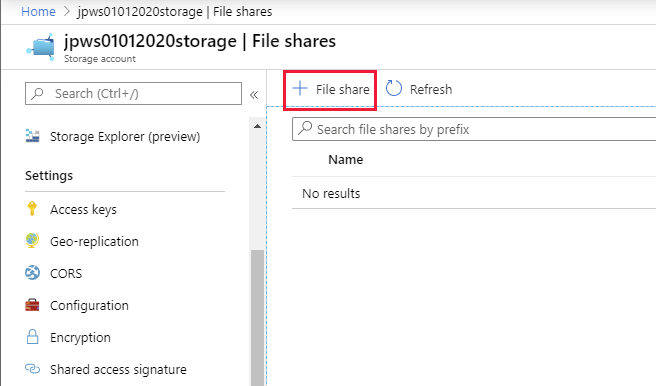 Home > jpws01012020storage | File shares
jpws01012020storage | File shares
Storage account
Search (Ctrl+/)
«
+ File share
Refresh
Search file shares by prefix
Name
No results
Storage Explorer (preview)
Settings
Access keys
Geo-replication
CORS
Configuration
Encryption
Shared access signature